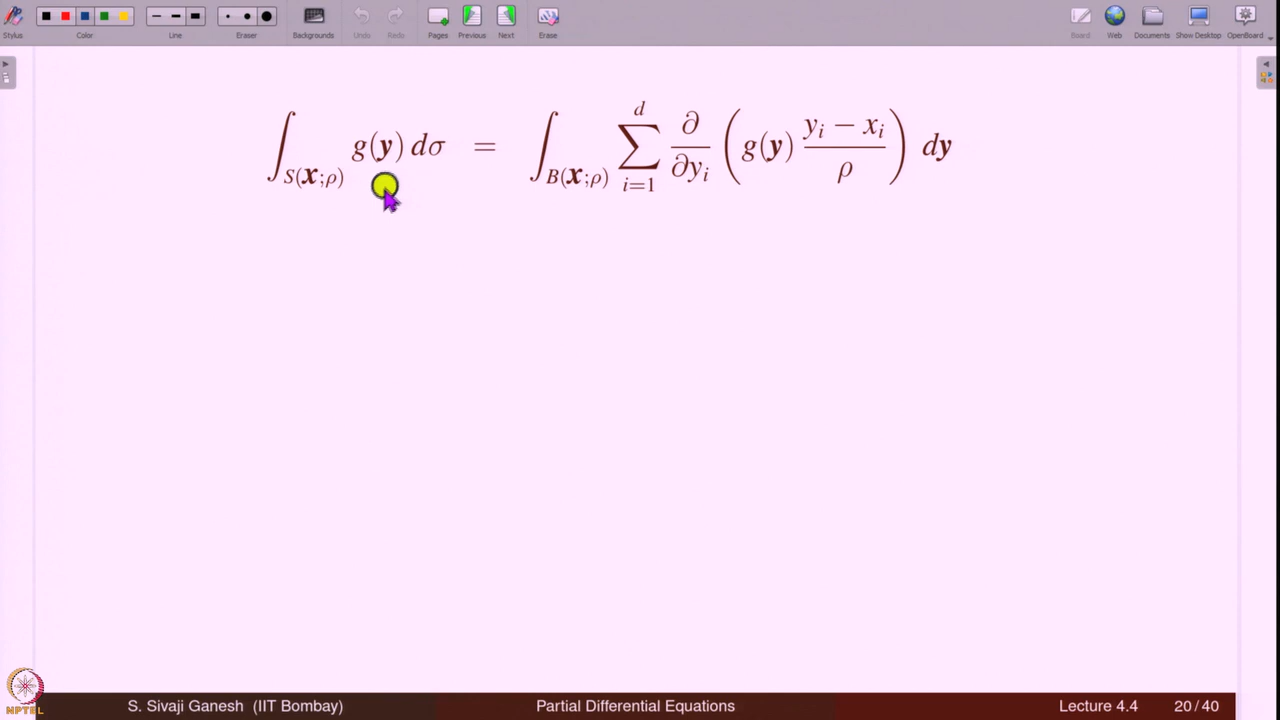 Stylus Color Line Eraser Backgrounds Undo Redo Pages Previous Next Erase Board Web Documents Show Desktop OpenBoard
∫_{S(x;ρ)} g(y) dσ = ∫_{B(x;ρ)} ∑_{i=1}^{d} ∂/∂y_i ( g(y) (y_i − x_i)/ρ ) dy
NPTEL
S. Sivaji Ganesh (IIT Bombay) Partial Differential Equations Lecture 4.4 20/40